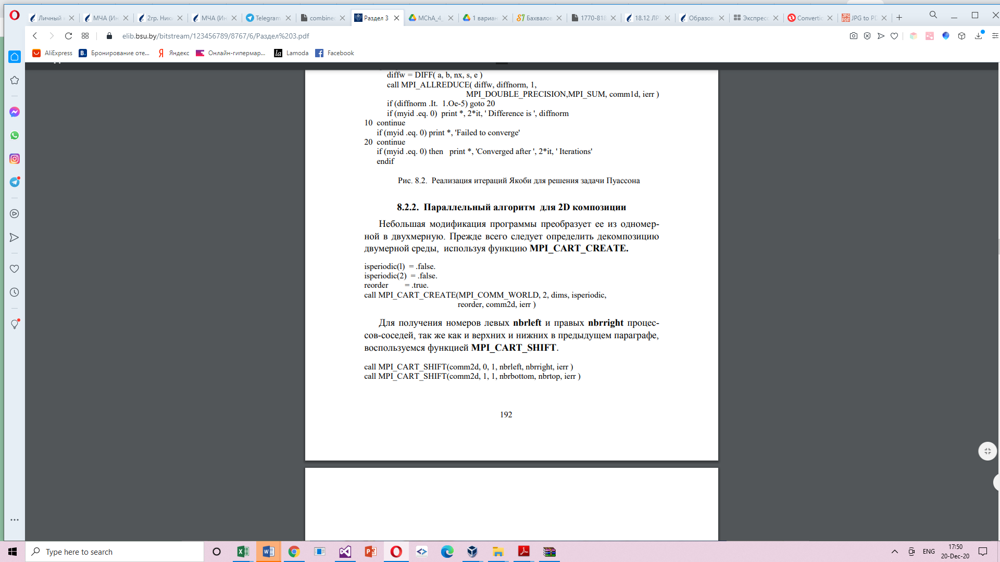 Личный
МЧА (Ин
2гр. Ники
МЧА (Ин
Telegram
combined
Раздел 3
MChA_4_
1 вариан
Бахвалов
1770-818
18.12 ЛР
Образов
Экспресс
Convertic
JPG to PD
elib.bsu.by/bitstream/123456789/8767/6/Раздел%203.pdf
AliExpress
Бронирование оте...
Яндекс
Онлайн-гипермар...
Lamoda
Facebook
diffw = DIFF( a, b, nx, s, e )
call MPI_ALLREDUCE( diffw, diffnorm, 1,
MPI_DOUBLE_PRECISION,MPI_SUM, comm1d, ierr )
if (diffnorm .It. 1.Oe-5) goto 20
if (myid .eq. 0) print *, 2*it, ' Difference is ', diffnorm
10 continue
if (myid .eq. 0) print *, 'Failed to converge'
20 continue
if (myid .eq. 0) then print *, 'Converged after ', 2*it, ' Iterations'
endif
Рис. 8.2. Реализация итераций Якоби для решения задачи Пуассона
8.2.2. Параллельный алгоритм для 2D композиции
Небольшая модификация программы преобразует ее из одномер-
ной в двухмерную. Прежде всего следует определить декомпозицию
двумерной среды, используя функцию MPI_CART_CREATE.
isperiodic(l) = .false.
isperiodic(2) = .false.
reorder = .true.
call MPI_CART_CREATE(MPI_COMM_WORLD, 2, dims, isperiodic,
reorder, comm2d, ierr )
Для получения номеров левых nbrleft и правых nbrright процес-
сов-соседей, так же как и верхних и нижних в предыдущем параграфе,
воспользуемся функцией MPI_CART_SHIFT.
call MPI_CART_SHIFT(comm2d, 0, 1, nbrleft, nbrright, ierr )
call MPI_CART_SHIFT(comm2d, 1, 1, nbrbottom, nbrtop, ierr )
192
Type here to search
ENG
17:50
20-Dec-20